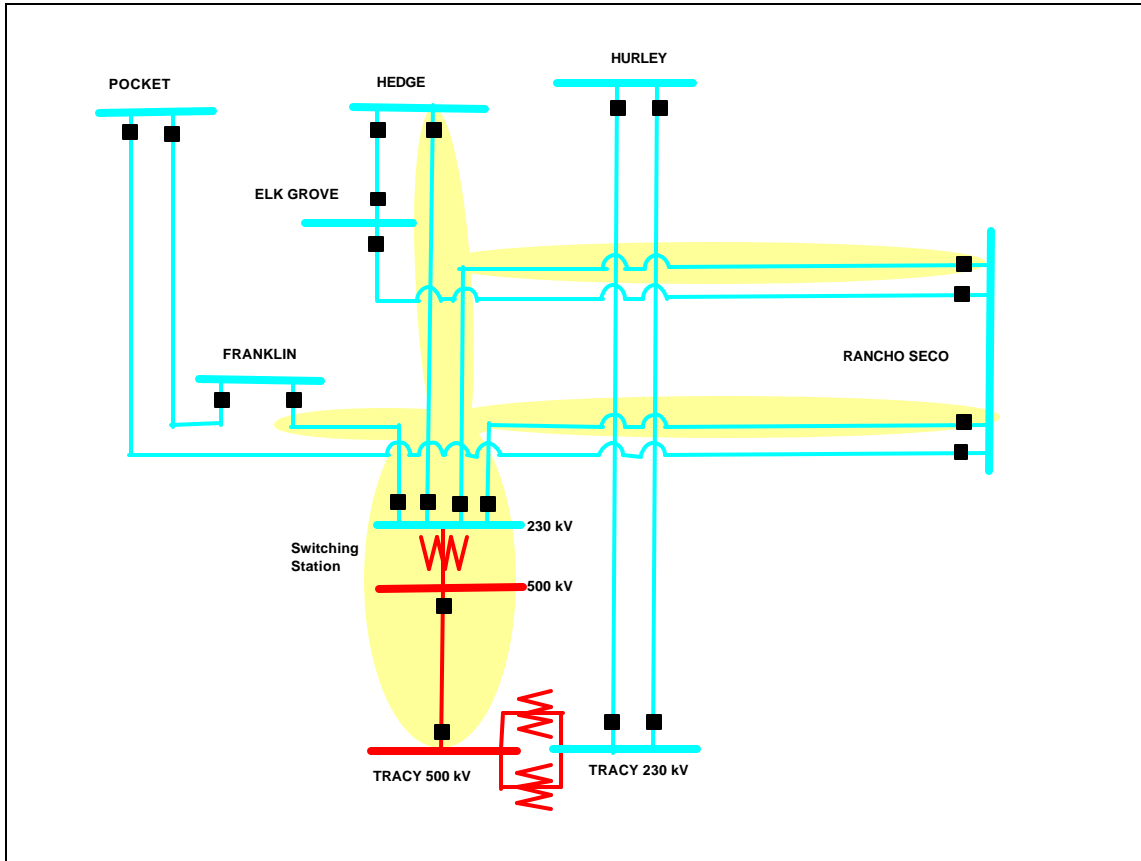 HURLEY
HEDGE
POCKET
ELK GROVE
FRANKLIN
RANCHO SECO
230 kV
Switching
Station
500 kV
TRACY 500 kV
TRACY 230 kV